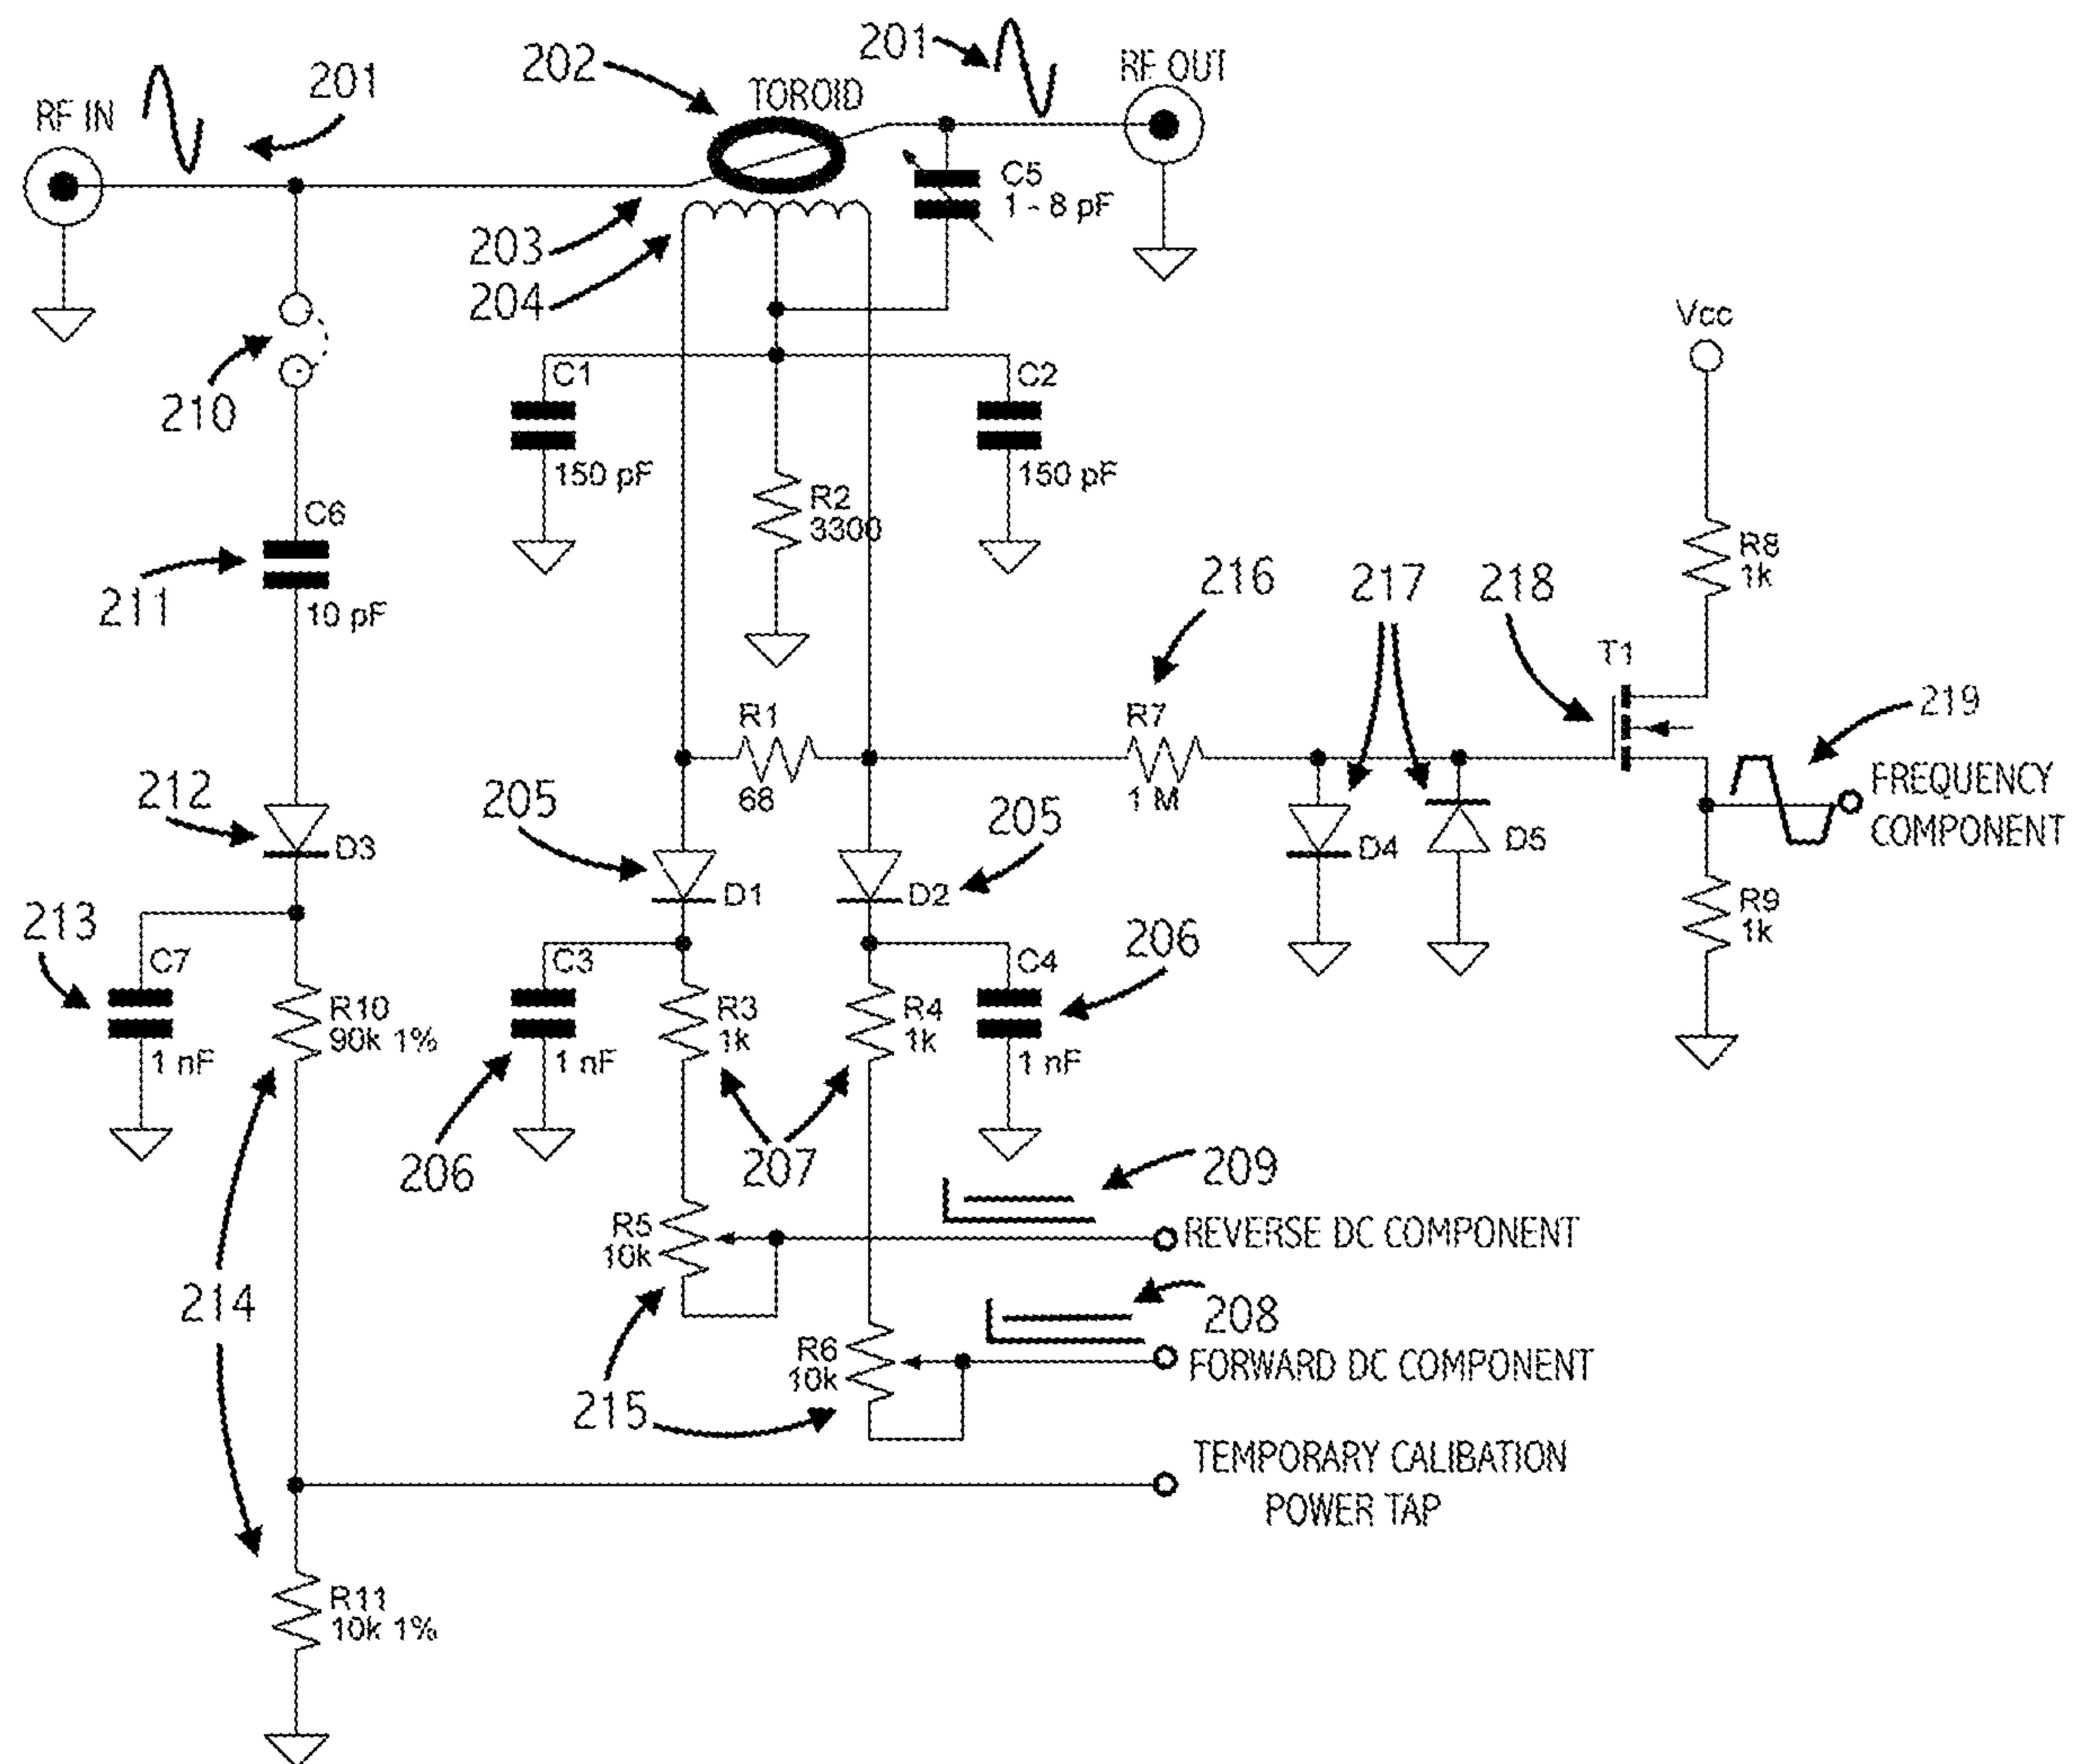 201
RF IN
201
202
TOROID
RF OUT
C5
1 - 8 pF
203
204
210
C1
150 pF
C2
150 pF
R2
3300
Vcc
C6
10 pF
211
R8
1k
216
217
218
T1
219
R1
68
R7
1 M
212
D3
205
D1
205
D2
D4
D5
FREQUENCY
COMPONENT
R9
1k
213
C7
1 nF
R10
90k 1%
206
C3
1 nF
R3
1k
R4
1k
C4
1 nF
206
207
209
R5
10k
REVERSE DC COMPONENT
214
208
R6
10k
FORWARD DC COMPONENT
215
TEMPORARY CALIBATION
POWER TAP
R11
10k 1%